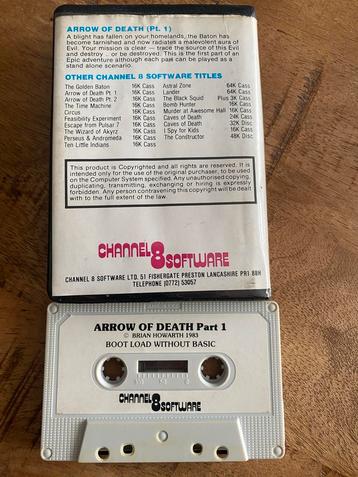 ARROW OF DEATH (Pt. 1)
A blight has fallen on your homelands, the Baton has
become tarnished and now radiates a malevolent aura of
Evil. Your mission is clear — trace the source of this Evil
and destroy .. or be destroyed. This is the first part of an
Epic adventure although each part can be played as a
stand alone scenario.
OTHER CHANNEL 8 SOFTWARE TITLES
The Golden Baton 16K Cass Astral Zone 64K Cass
Arrow of Death Pt. 1 16K Cass Lander 64K Cass
Arrow of Death Pt. 2 16K Cass The Black Squid Plus 3K Cass
The Time Machine 16K Cass Bomb Hunter 16K Cass
Circus 16K Cass Murder at Awesome Hall 16K Cass
Feasibility Experiment 16K Cass Caves of Death 24K Cass
Escape from Pulsar 7 16K Cass Caves of Death 32K Disc
The Wizard of Akyrz 16K Cass I Spy for Kids 16K Cass
Perseus & Andromeda 16K Cass The Constructor 48K Disc
Ten Little Indians 16K Cass
This product is Copyrighted and all rights are reserved. It is
intended only for the use of the original purchaser, to be used
on the Computer System specified. Any unauthorised copying,
duplicating, transmitting, exchanging or hiring is expressly
forbidden. Any person contravening this copyright will be dealt
with to the full extent of the law.
CHANNEL 8 SOFTWARE
CHANNEL 8 SOFTWARE LTD. 51 FISHERGATE PRESTON LANCASHIRE PR1 8BH
TELEPHONE (0772) 53057
ARROW OF DEATH Part 1
© BRIAN HOWARTH 1983
BOOT LOAD WITHOUT BASIC
CHANNEL 8 SOFTWARE